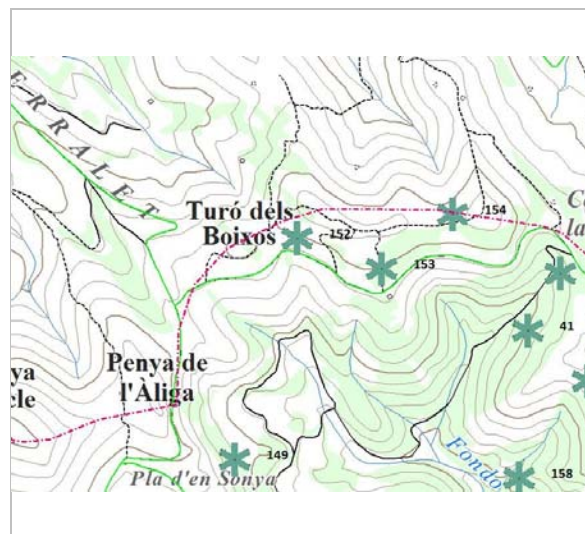 ERRALET
Turó dels
Boixos
152
154
153
41
Penya de
l'Àliga
ya
cle
149
Pla d'en Sonya
Fondo
158
la